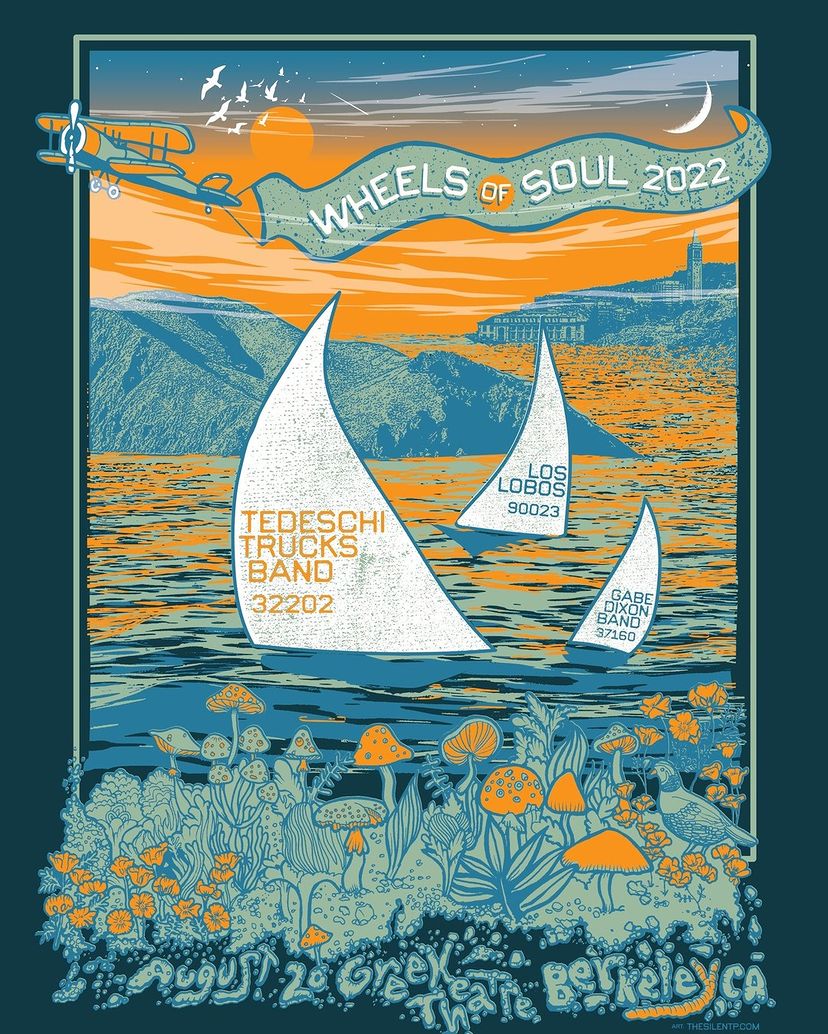 WHEELS OF SOUL 2022
LOS
LOBOS
90023
TEDESCHI
TRUCKS
BAND
32202
GABE
DIXON
BAND
37160
August 20 Greek Theatre Berkeley, CA
ART. THESILENTP.COM